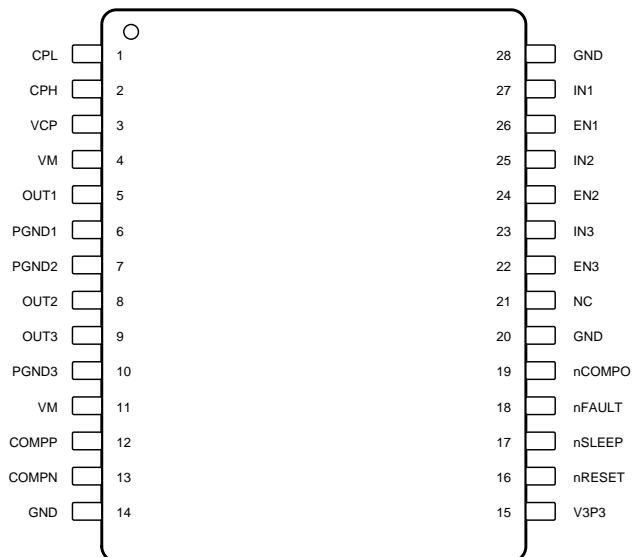 CPL 1 28 GND
CPH 2 27 IN1
VCP 3 26 EN1
VM 4 25 IN2
OUT1 5 24 EN2
PGND1 6 23 IN3
PGND2 7 22 EN3
OUT2 8 21 NC
OUT3 9 20 GND
PGND3 10 19 nCOMPO
VM 11 18 nFAULT
COMPP 12 17 nSLEEP
COMPN 13 16 nRESET
GND 14 15 V3P3